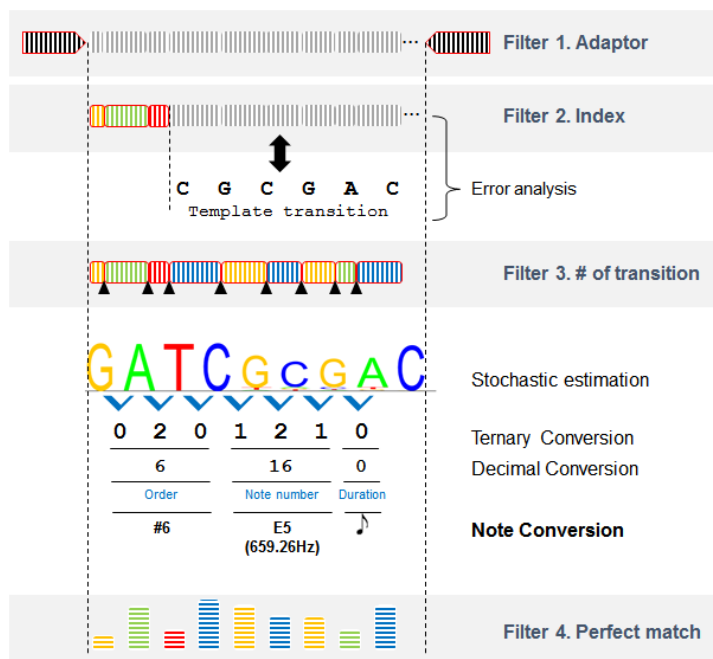 ... Filter 1. Adaptor
... Filter 2. Index
C G C G A C
Template transition
Error analysis
Filter 3. # of transition
GATCGCGAC
Stochastic estimation
0 2 0 1 2 1 0
Ternary Conversion
6 16 0
Decimal Conversion
Order Note number Duration
#6 E5 ♪
(659.26Hz)
Note Conversion
Filter 4. Perfect match